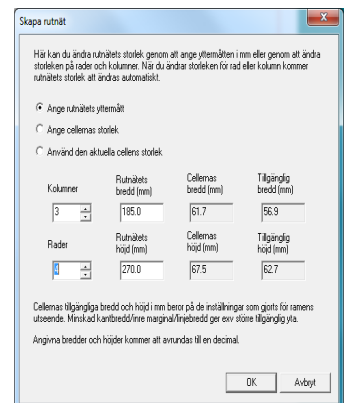 Skapa rutnät
Här kan du ändra rutnätets storlek genom att ange yttermåtten i mm eller genom att ändra
storleken på rader och kolumner. När du ändrar storleken för rad eller kolumn kommer
rutnätets storlek att ändras automatiskt.
Ange rutnätets yttermått
Ange cellernas storlek
Använd den aktuella cellens storlek
Kolumner Rutnätets bredd (mm) Cellernas bredd (mm) Tillgänglig bredd (mm)
3 185.0 61.7 56.9
Rader Rutnätets höjd (mm) Cellernas höjd (mm) Tillgänglig höjd (mm)
4 270.0 67.5 62.7
Cellernas tillgängliga bredd och höjd i mm beror på de inställningar som gjorts för ramens
utseende. Minskad kantbredd/inre marginal/linjebredd ger exv större tillgänglig yta.
Angivna bredder och höjder kommer att avrundas till en decimal.
OK Avbryt